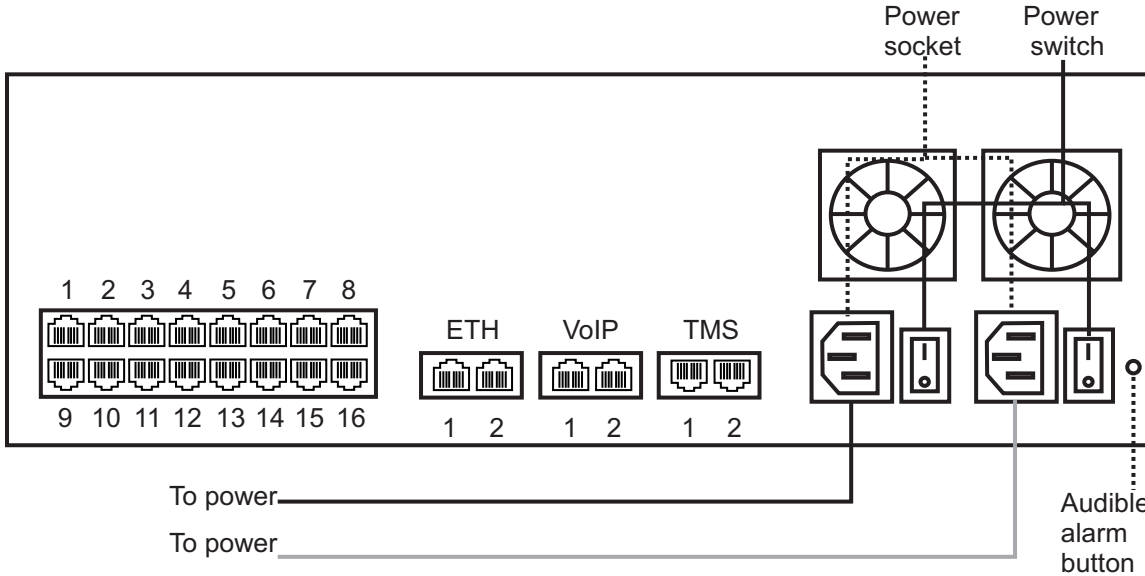 Power socket
Power switch
1 2 3 4 5 6 7 8
9 10 11 12 13 14 15 16
ETH
VoIP
TMS
1 2
1 2
1 2
To power
To power
Audible
alarm
button